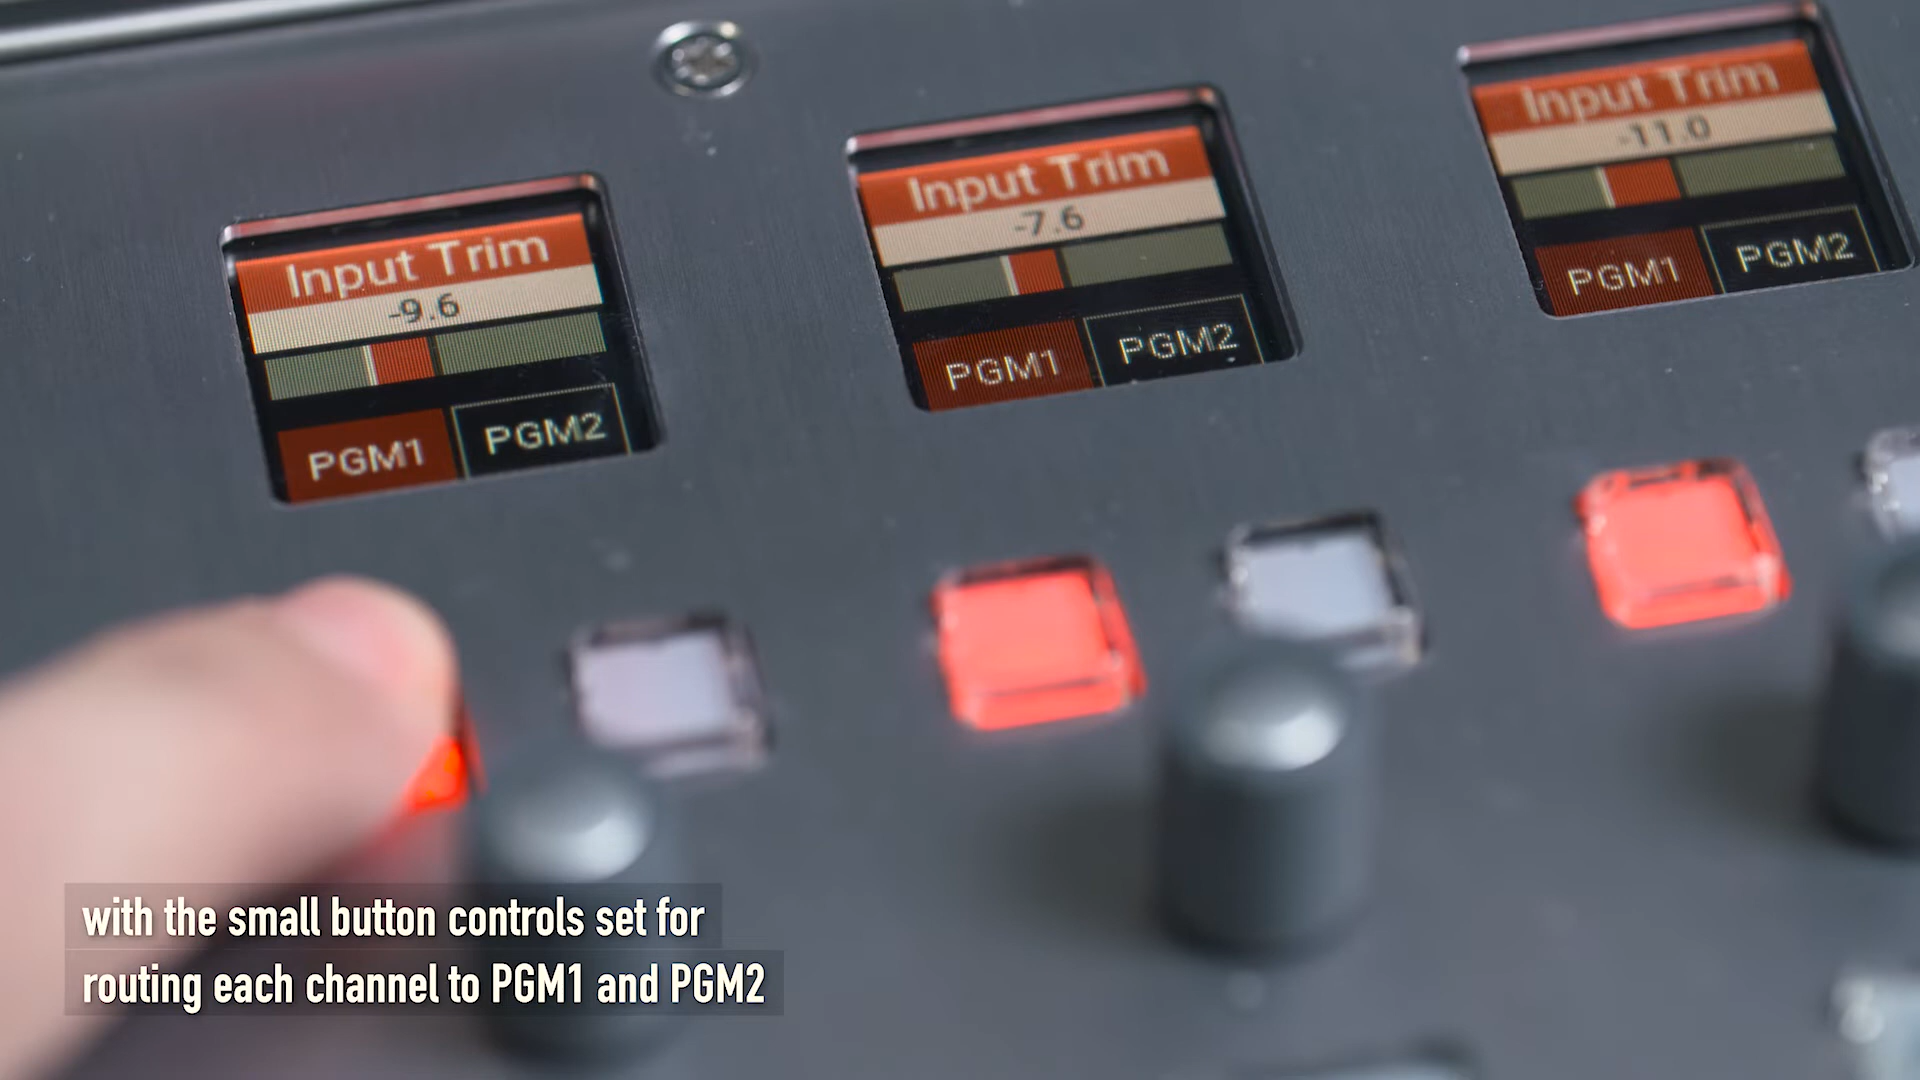 Input Trim
-9.6
PGM1 PGM2
Input Trim
-7.6
PGM1 PGM2
Input Trim
-11.0
PGM1 PGM2
with the small button controls set for
routing each channel to PGM1 and PGM2